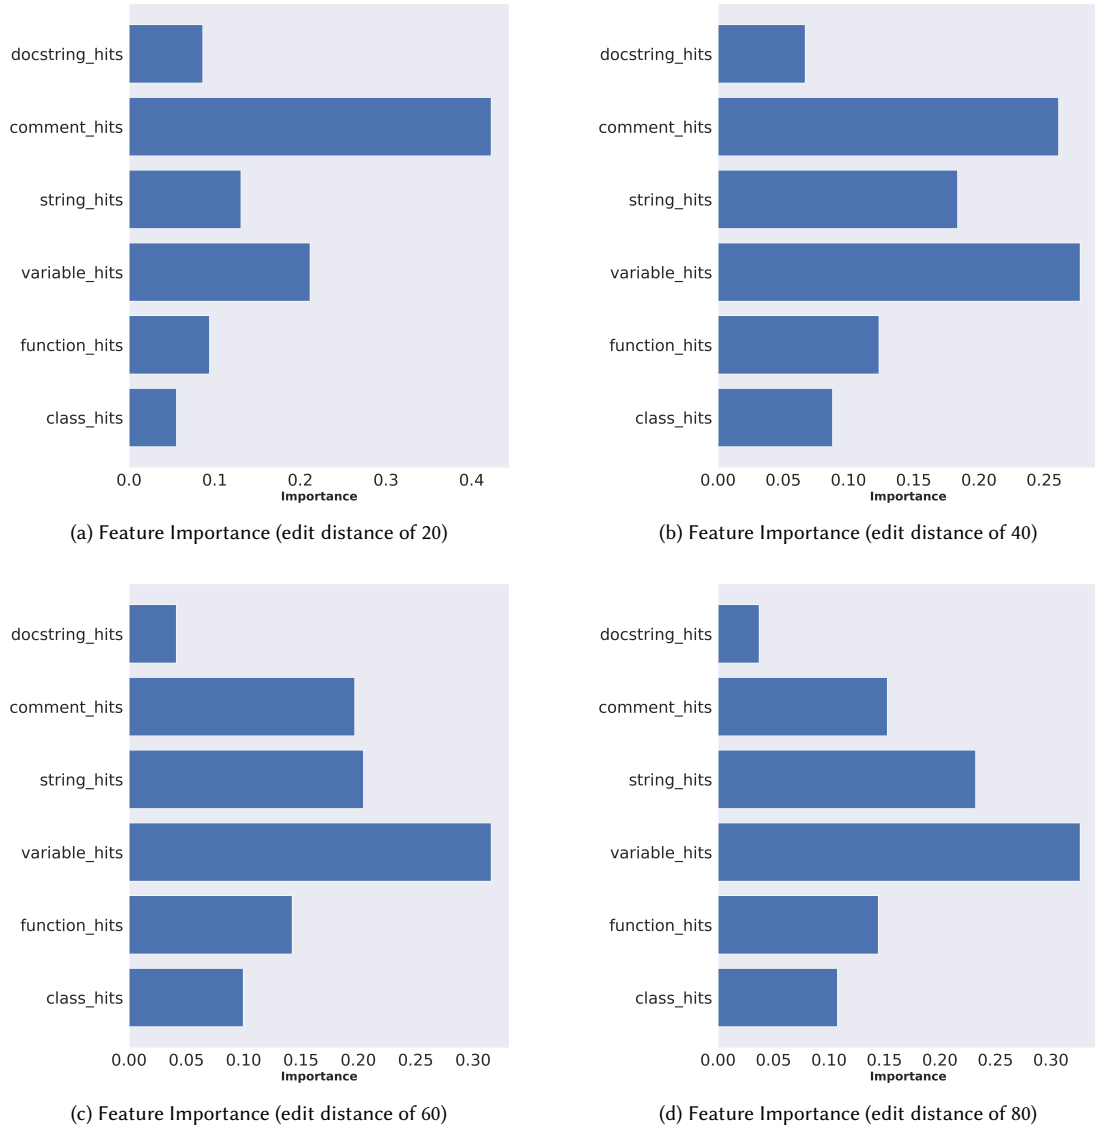 docstring_hits
comment_hits
string_hits
variable_hits
function_hits
class_hits
0.0 0.1 0.2 0.3 0.4
Importance
(a) Feature Importance (edit distance of 20)
docstring_hits
comment_hits
string_hits
variable_hits
function_hits
class_hits
0.00 0.05 0.10 0.15 0.20 0.25
Importance
(b) Feature Importance (edit distance of 40)
docstring_hits
comment_hits
string_hits
variable_hits
function_hits
class_hits
0.00 0.05 0.10 0.15 0.20 0.25 0.30
Importance
(c) Feature Importance (edit distance of 60)
docstring_hits
comment_hits
string_hits
variable_hits
function_hits
class_hits
0.00 0.05 0.10 0.15 0.20 0.25 0.30
Importance
(d) Feature Importance (edit distance of 80)